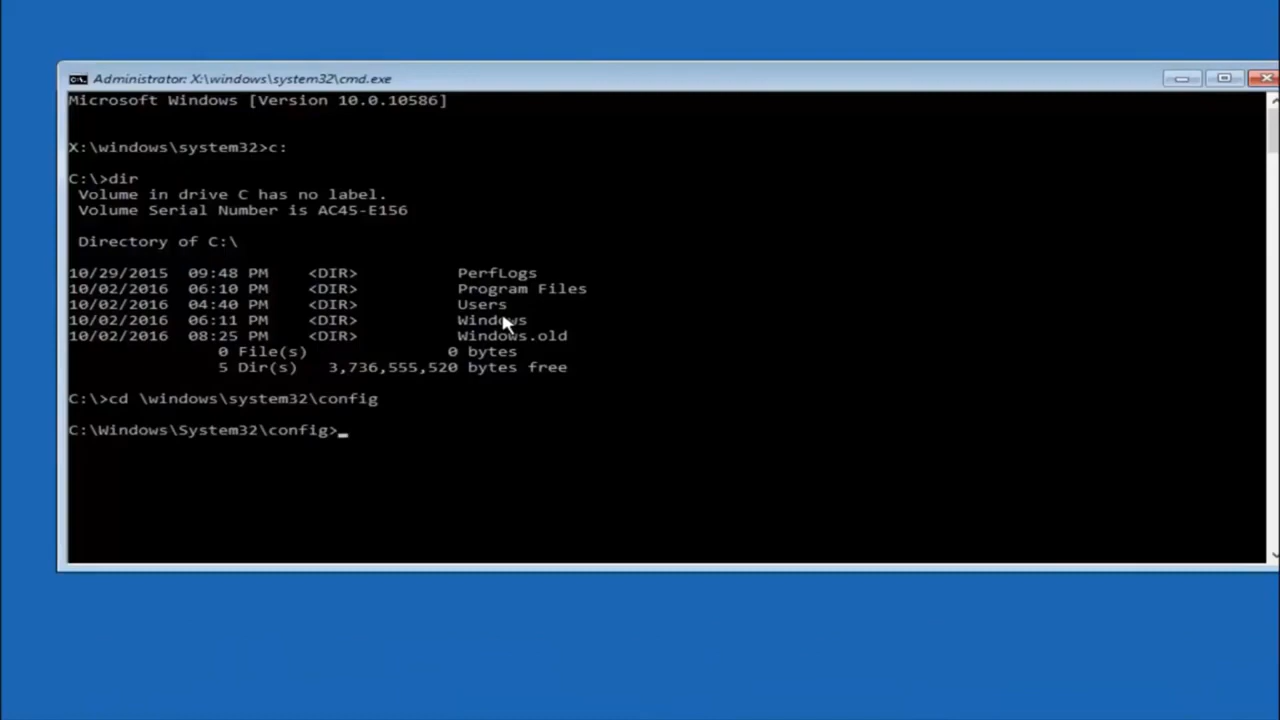 Administrator: X:\windows\system32\cmd.exe
Microsoft Windows [Version 10.0.10586]
X:\windows\system32>c:
C:\>dir
Volume in drive C has no label.
Volume Serial Number is AC45-E156
Directory of C:\
10/29/2015 09:48 PM <DIR> PerfLogs
10/02/2016 06:10 PM <DIR> Program Files
10/02/2016 04:40 PM <DIR> Users
10/02/2016 06:11 PM <DIR> Windows
10/02/2016 08:25 PM <DIR> Windows.old
0 File(s) 0 bytes
5 Dir(s) 3,736,555,520 bytes free
C:\>cd \windows\system32\config
C:\Windows\System32\config>_